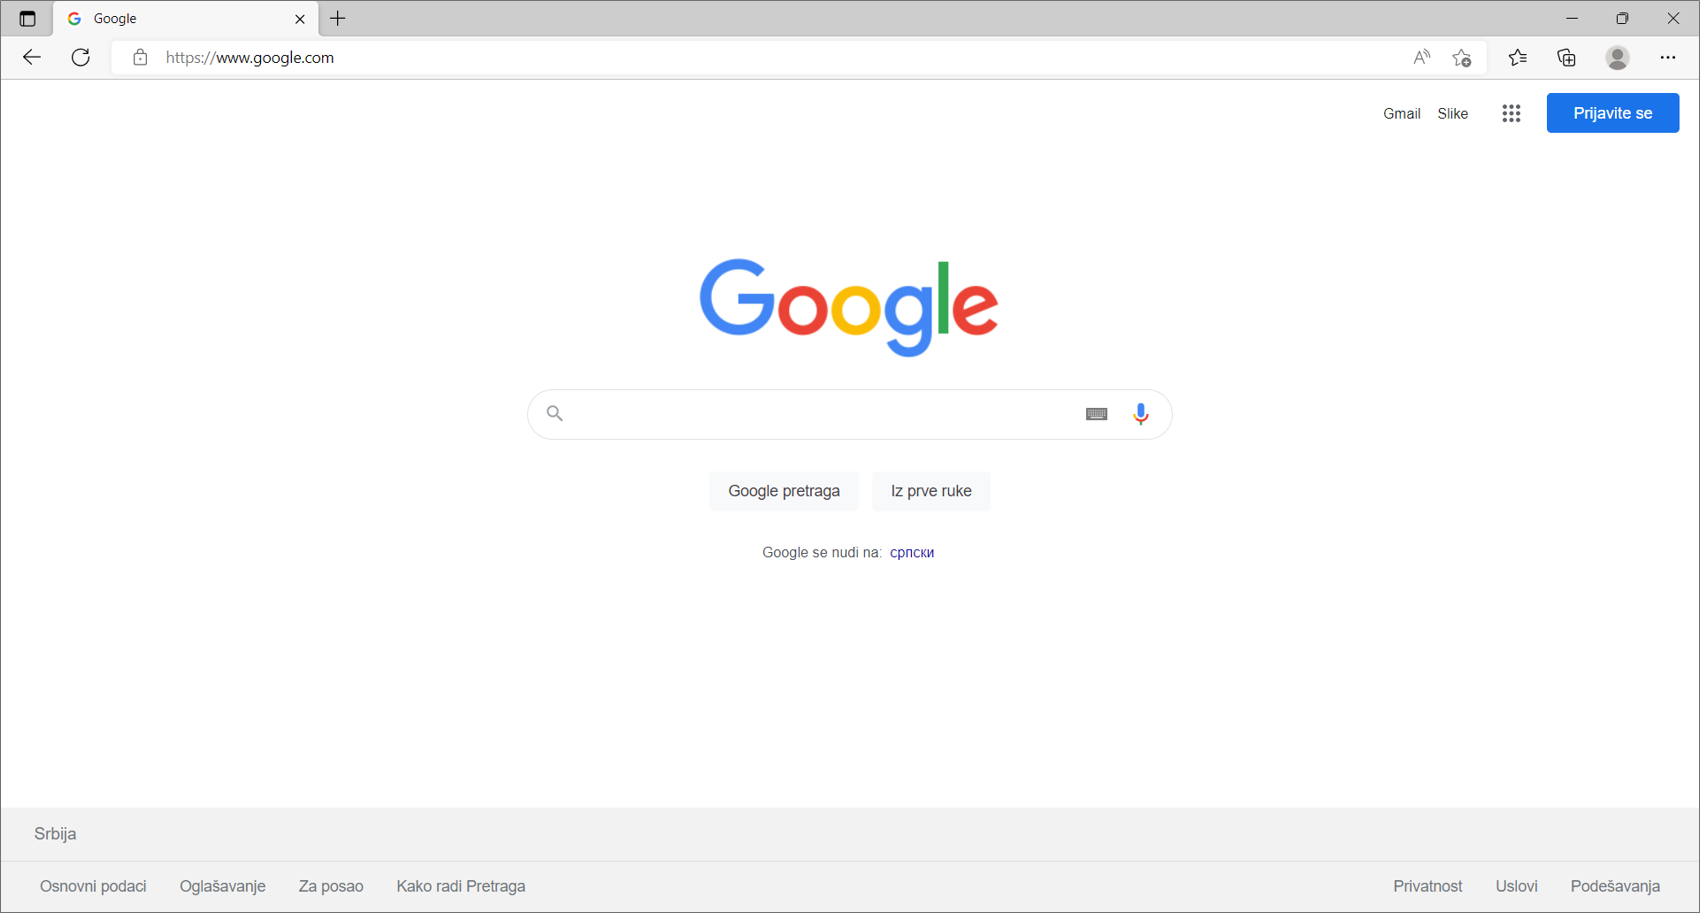 Google
https://www.google.com
Gmail Slike Prijavite se
Google
Google pretraga Iz prve ruke
Google se nudi na: српски
Srbija
Osnovni podaci Oglašavanje Za posao Kako radi Pretraga Privatnost Uslovi Podešavanja